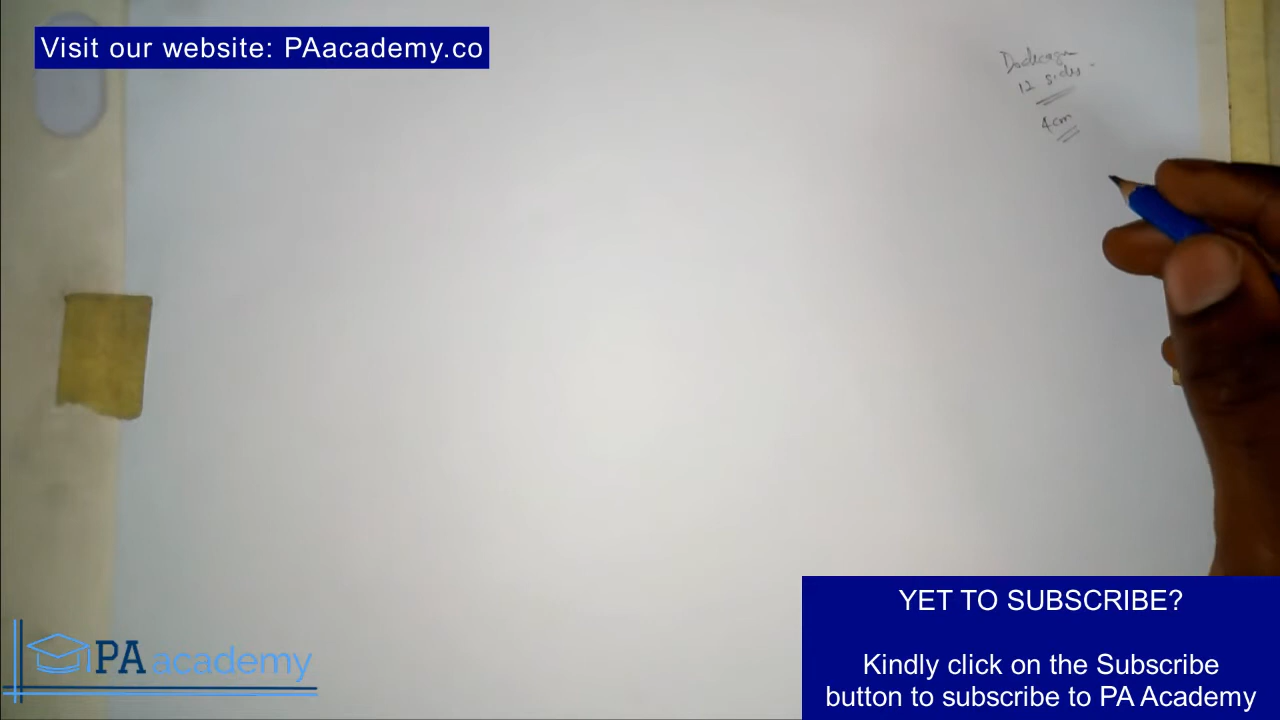 Visit our website: PAacademy.co
Dodecagon
12 sides.
4cm
PA academy
YET TO SUBSCRIBE?
Kindly click on the Subscribe
button to subscribe to PA Academy